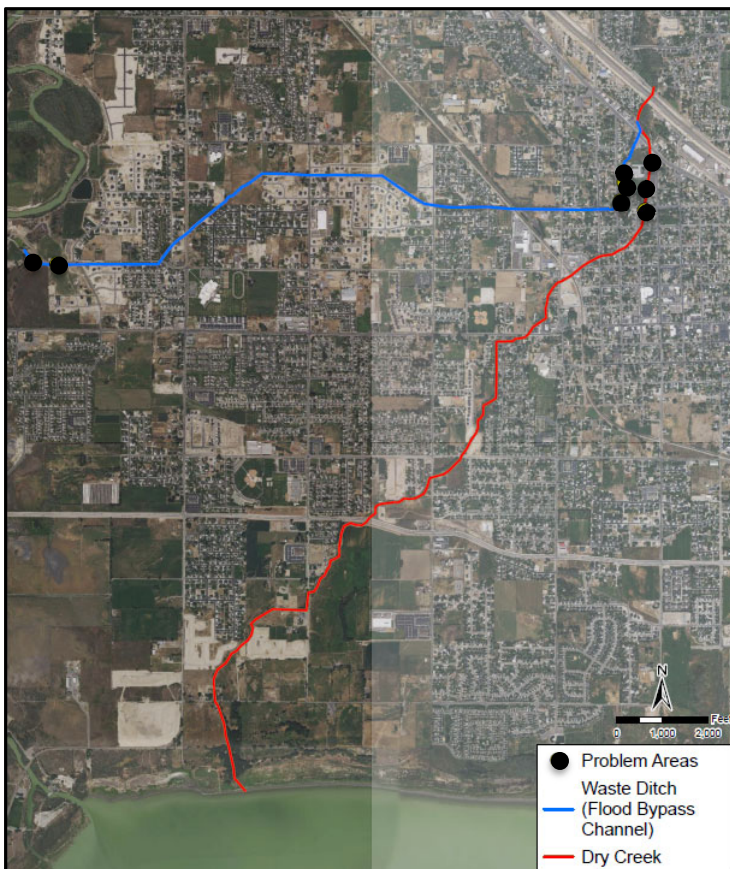 N
Feet
0 1,000 2,000
Problem Areas
Waste Ditch
(Flood Bypass
Channel)
Dry Creek